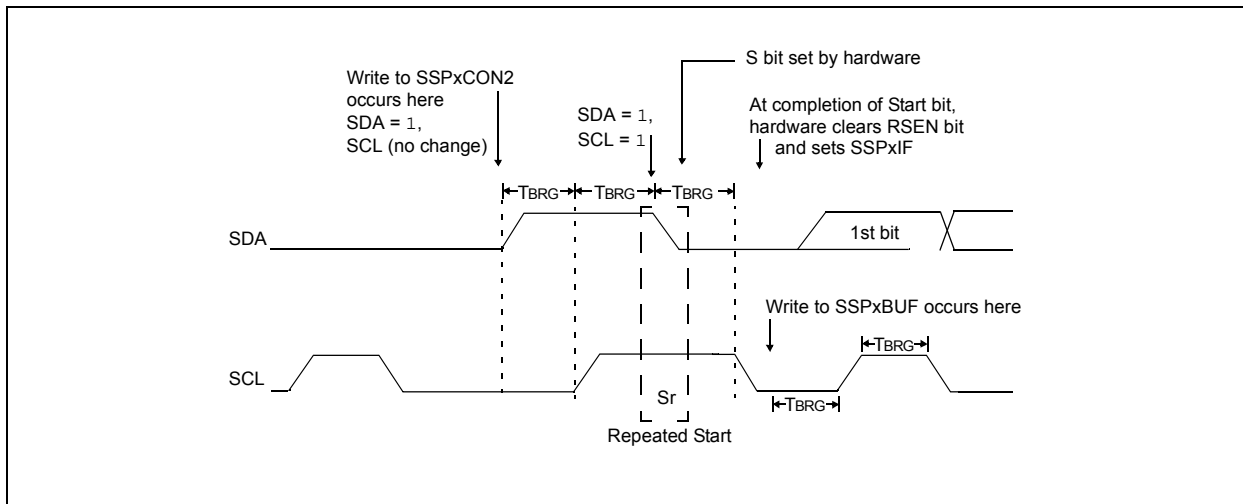 S bit set by hardware
Write to SSPxCON2
occurs here
SDA = 1,
SCL (no change)
SDA = 1,
SCL = 1
At completion of Start bit,
hardware clears RSEN bit
and sets SSPxIF
TBRG
TBRG
TBRG
SDA
1st bit
Write to SSPxBUF occurs here
TBRG
SCL
Sr
TBRG
Repeated Start